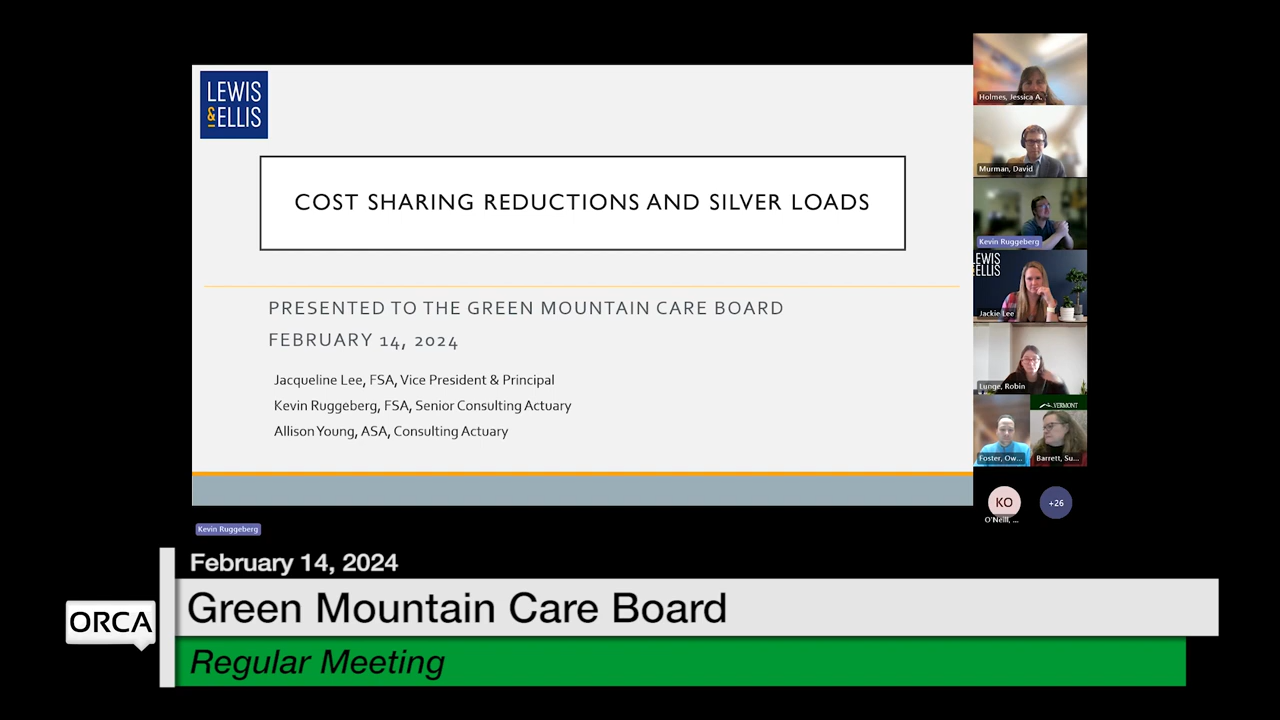 LEWIS
&ELLIS
COST SHARING REDUCTIONS AND SILVER LOADS
PRESENTED TO THE GREEN MOUNTAIN CARE BOARD
FEBRUARY 14, 2024
Jacqueline Lee, FSA, Vice President & Principal
Kevin Ruggeberg, FSA, Senior Consulting Actuary
Allison Young, ASA, Consulting Actuary
Holmes, Jessica A.
Murman, David
Kevin Ruggeberg
LEWIS
&ELLIS
Jackie Lee
Lunge, Robin
VERMONT
Foster, Ow...
Barrett, Su...
KO
+26
O'Neill, ...
Kevin Ruggeberg
February 14, 2024
Green Mountain Care Board
ORCA
Regular Meeting